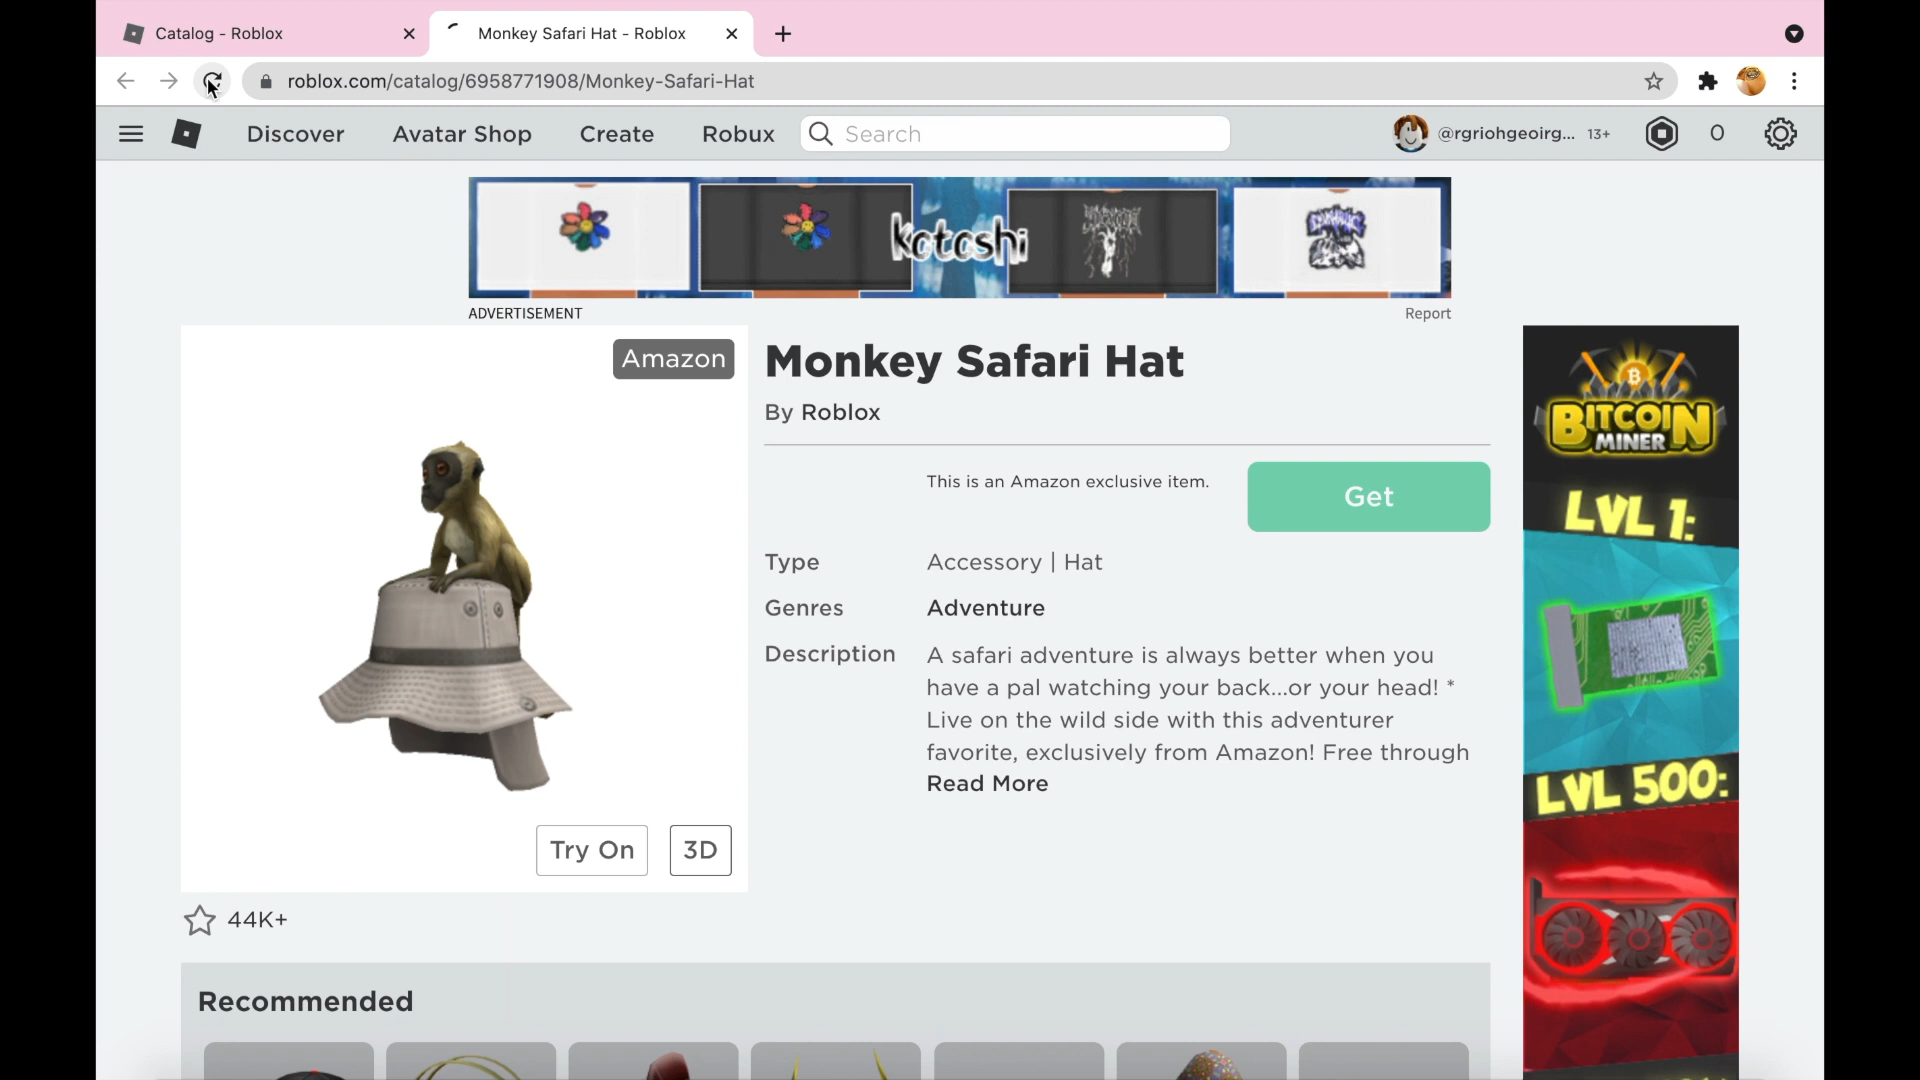 Catalog - Roblox
Monkey Safari Hat - Roblox
roblox.com/catalog/6958771908/Monkey-Safari-Hat
Discover
Avatar Shop
Create
Robux
Search
@rgriohgeoirg...
13+
0
kotoshi
ADVERTISEMENT
Report
Amazon
Monkey Safari Hat
By Roblox
This is an Amazon exclusive item.
Get
Type
Accessory | Hat
Genres
Adventure
Description
A safari adventure is always better when you
have a pal watching your back...or your head! *
Live on the wild side with this adventurer
favorite, exclusively from Amazon! Free through
Read More
Try On
3D
44K+
Recommended
BITCOIN
MINER
LVL 1:
LVL 500: